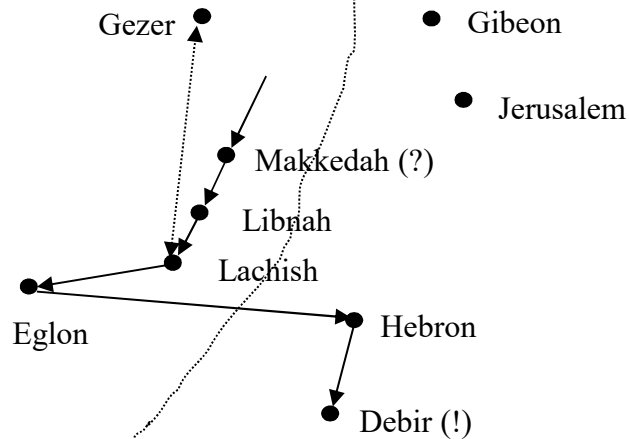 Gezer
Gibeon
Jerusalem
Makkedah (?)
Libnah
Lachish
Eglon
Hebron
Debir (!)